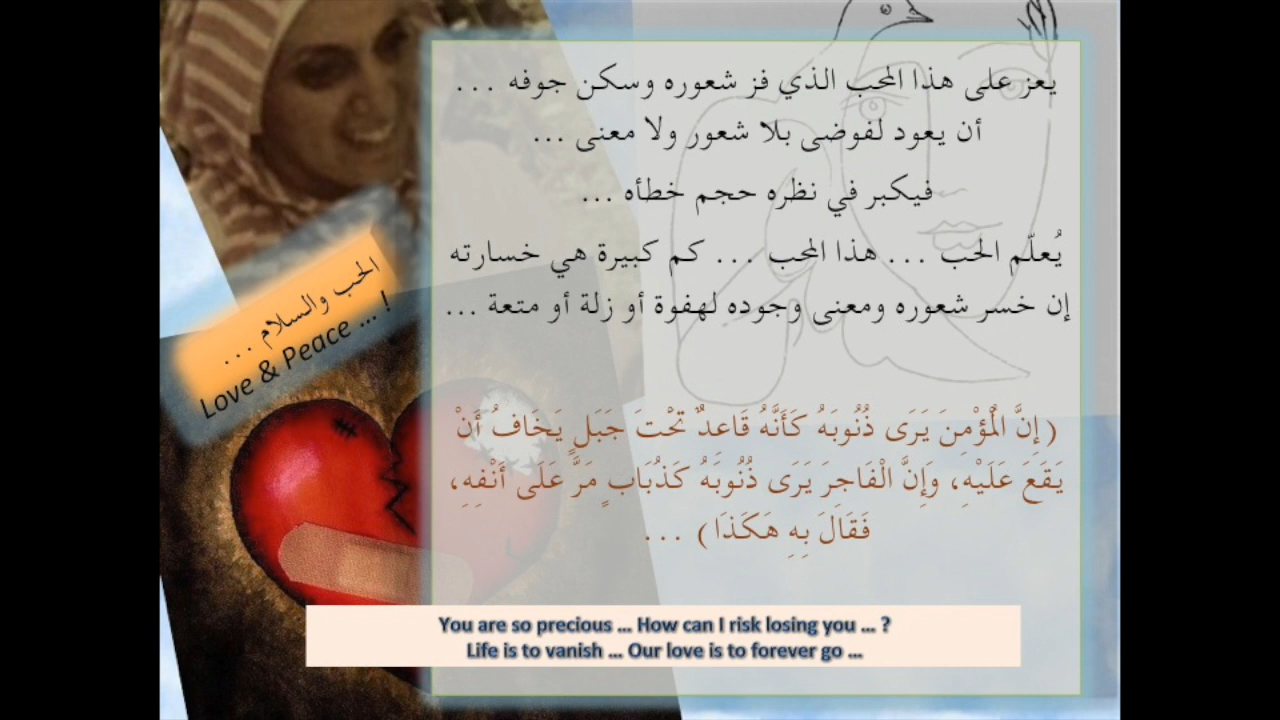 يعز على هذا المحب الذي فز شعوره وسكن جوفه ...
أن يعود لفوضى بلا شعور ولا معنى ...
فيكبر في نظره حجم خطأه ...
يُعلّم الحب ... هذا المحب ... كم كبيرة هي خسارته
إن خسر شعوره ومعنى وجوده لهفوة أو زلة أو متعة ...
(إِنَّ الْمُؤْمِنَ يَرَى ذُنُوبَهُ كَأَنَّهُ قَاعِدٌ تَحْتَ جَبَلٍ يَخَافُ أَنْ
يَقَعَ عَلَيْهِ، وَإِنَّ الْفَاجِرَ يَرَى ذُنُوبَهُ كَذُبَابٍ مَرَّ عَلَى أَنْفِهِ،
فَقَالَ بِهِ هَكَذَا) ...
الحب والسلام ...
Love & Peace ... !
You are so precious ... How can I risk losing you ... ?
Life is to vanish ... Our love is to forever go ...